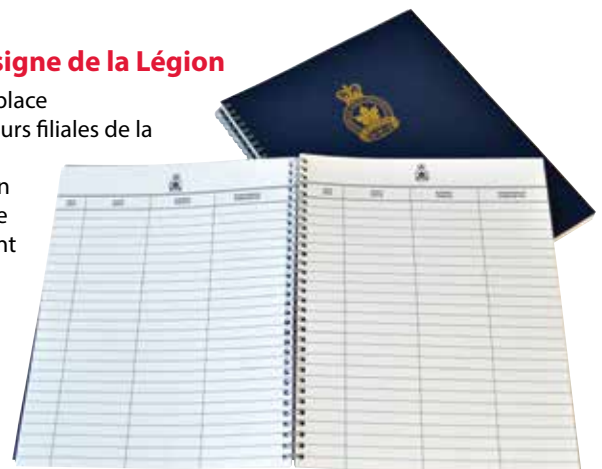 signe de la Légion
place
urs filiales de la
n
e
nt